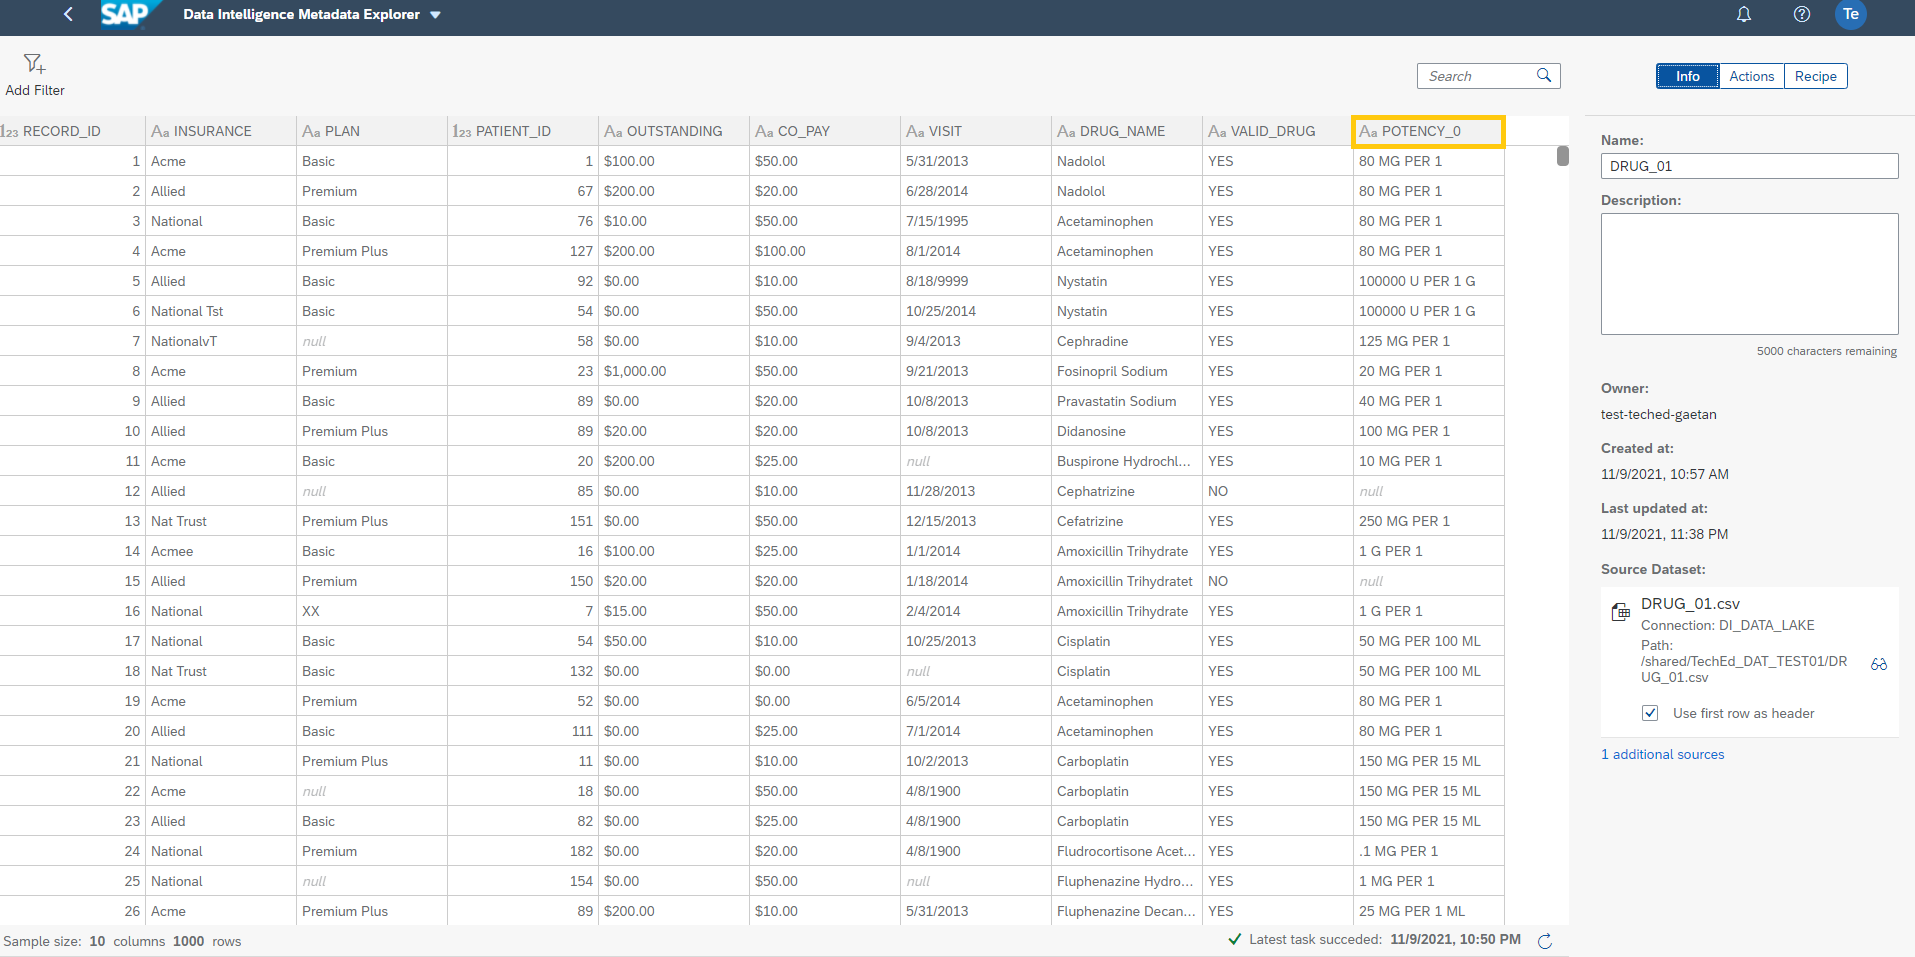 SAP Data Intelligence Metadata Explorer Te
Add Filter Search Info Actions Recipe
123 RECORD_ID Aa INSURANCE Aa PLAN 123 PATIENT_ID Aa OUTSTANDING Aa CO_PAY Aa VISIT Aa DRUG_NAME Aa VALID_DRUG Aa POTENCY_0
1 Acme Basic 1 $100.00 $50.00 5/31/2013 Nadolol YES 80 MG PER 1
2 Allied Premium 67 $200.00 $20.00 6/28/2014 Nadolol YES 80 MG PER 1
3 National Basic 76 $10.00 $50.00 7/15/1995 Acetaminophen YES 80 MG PER 1
4 Acme Premium Plus 127 $200.00 $100.00 8/1/2014 Acetaminophen YES 80 MG PER 1
5 Allied Basic 92 $0.00 $10.00 8/18/9999 Nystatin YES 100000 U PER 1 G
6 National Tst Basic 54 $0.00 $50.00 10/25/2014 Nystatin YES 100000 U PER 1 G
7 NationalvT null 58 $0.00 $10.00 9/4/2013 Cephradine YES 125 MG PER 1
8 Acme Premium 23 $1,000.00 $50.00 9/21/2013 Fosinopril Sodium YES 20 MG PER 1
9 Allied Basic 89 $0.00 $20.00 10/8/2013 Pravastatin Sodium YES 40 MG PER 1
10 Allied Premium Plus 89 $20.00 $20.00 10/8/2013 Didanosine YES 100 MG PER 1
11 Acme Basic 20 $200.00 $25.00 null Buspirone Hydrochl... YES 10 MG PER 1
12 Allied null 85 $0.00 $10.00 11/28/2013 Cephatrizine NO null
13 Nat Trust Premium Plus 151 $0.00 $50.00 12/15/2013 Cefatrizine YES 250 MG PER 1
14 Acmee Basic 16 $100.00 $25.00 1/1/2014 Amoxicillin Trihydrate YES 1 G PER 1
15 Allied Premium 150 $20.00 $20.00 1/18/2014 Amoxicillin Trihydratet NO null
16 National XX 7 $15.00 $50.00 2/4/2014 Amoxicillin Trihydrate YES 1 G PER 1
17 National Basic 54 $50.00 $10.00 10/25/2013 Cisplatin YES 50 MG PER 100 ML
18 Nat Trust Basic 132 $0.00 $0.00 null Cisplatin YES 50 MG PER 100 ML
19 Acme Premium 52 $0.00 $0.00 6/5/2014 Acetaminophen YES 80 MG PER 1
20 Allied Basic 111 $0.00 $25.00 7/1/2014 Acetaminophen YES 80 MG PER 1
21 National Premium Plus 11 $0.00 $10.00 10/2/2013 Carboplatin YES 150 MG PER 15 ML
22 Acme null 18 $0.00 $50.00 4/8/1900 Carboplatin YES 150 MG PER 15 ML
23 Allied Basic 82 $0.00 $25.00 4/8/1900 Carboplatin YES 150 MG PER 15 ML
24 National Premium 182 $0.00 $20.00 4/8/1900 Fludrocortisone Acet... YES .1 MG PER 1
25 National null 154 $0.00 $50.00 null Fluphenazine Hydro... YES 1 MG PER 1
26 Acme Premium Plus 89 $200.00 $10.00 5/31/2013 Fluphenazine Decan... YES 25 MG PER 1 ML
Sample size: 10 columns 1000 rows Latest task succeded: 11/9/2021, 10:50 PM
Name:
DRUG_01
Description:
5000 characters remaining
Owner:
test-teched-gaetan
Created at:
11/9/2021, 10:57 AM
Last updated at:
11/9/2021, 11:38 PM
Source Dataset:
DRUG_01.csv
Connection: DI_DATA_LAKE
Path:
/shared/TechEd_DAT_TEST01/DR
UG_01.csv
Use first row as header
1 additional sources